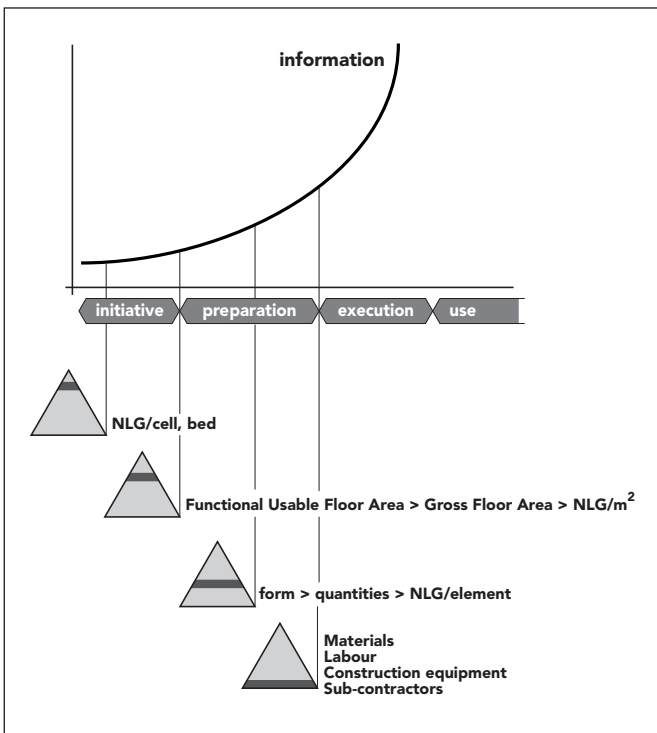 information
initiative preparation execution use
NLG/cell, bed
Functional Usable Floor Area > Gross Floor Area > NLG/m²
form > quantities > NLG/element
Materials
Labour
Construction equipment
Sub-contractors